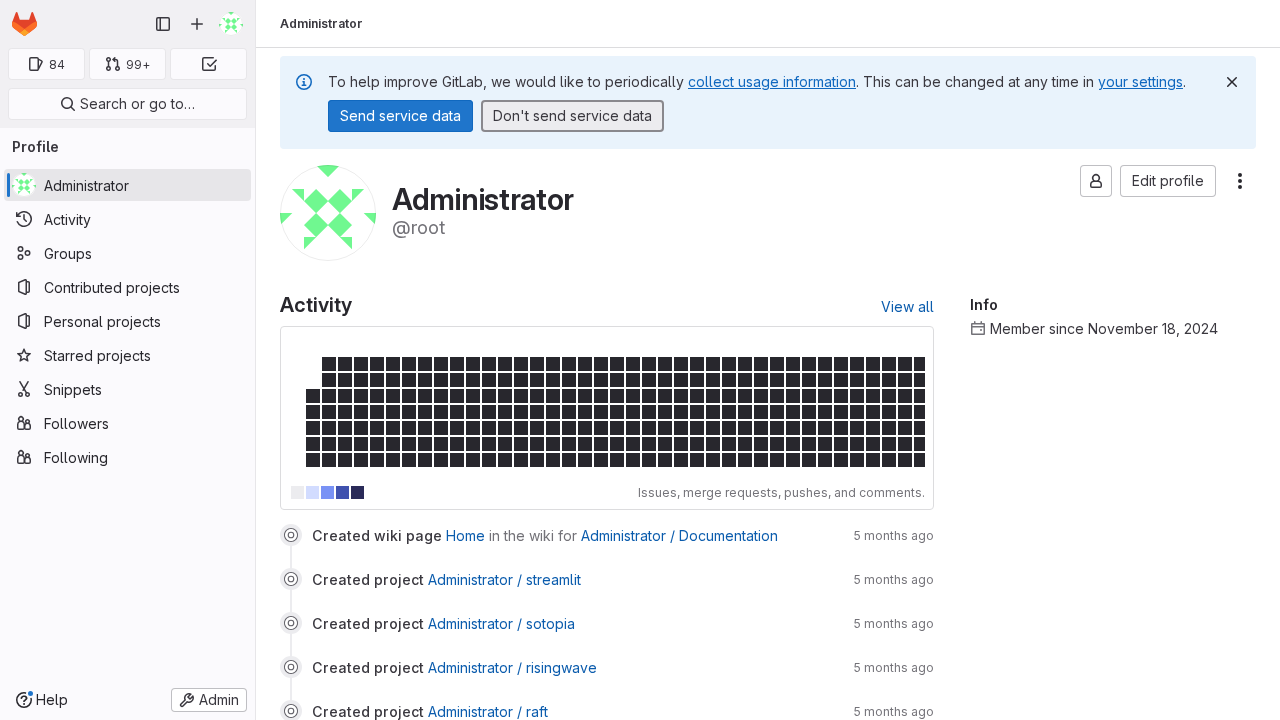 Administrator
84
99+
Search or go to…
Profile
Administrator
Activity
Groups
Contributed projects
Personal projects
Starred projects
Snippets
Followers
Following
Help
Admin
To help improve GitLab, we would like to periodically collect usage information. This can be changed at any time in your settings.
Send service data
Don't send service data
Administrator
@root
Edit profile
Activity
View all
Issues, merge requests, pushes, and comments.
Created wiki page Home in the wiki for Administrator / Documentation 5 months ago
Created project Administrator / streamlit 5 months ago
Created project Administrator / sotopia 5 months ago
Created project Administrator / risingwave 5 months ago
Created project Administrator / raft 5 months ago
Info
Member since November 18, 2024